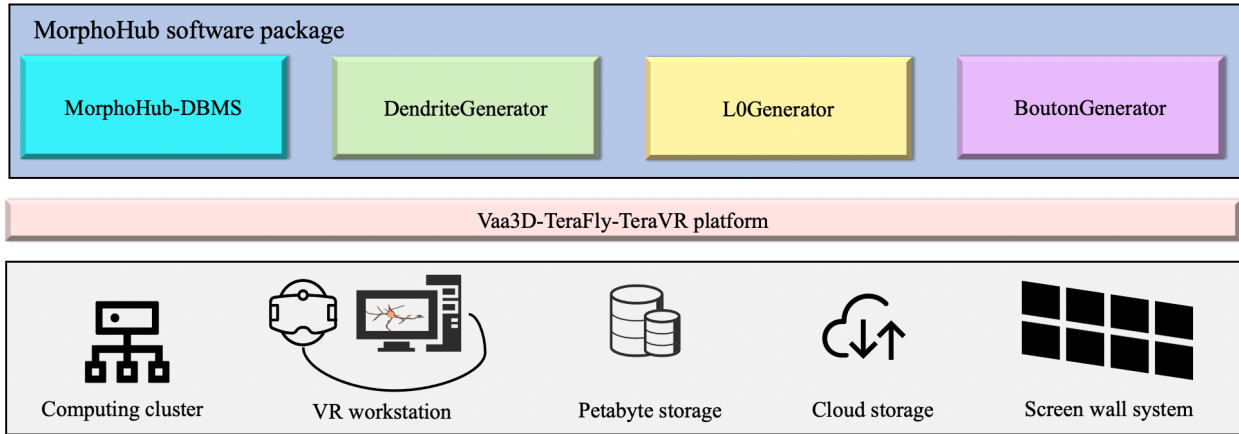 MorphoHub software package
MorphoHub-DBMS
DendriteGenerator
L0Generator
BoutonGenerator
Vaa3D-TeraFly-TeraVR platform
Computing cluster
VR workstation
Petabyte storage
Cloud storage
Screen wall system